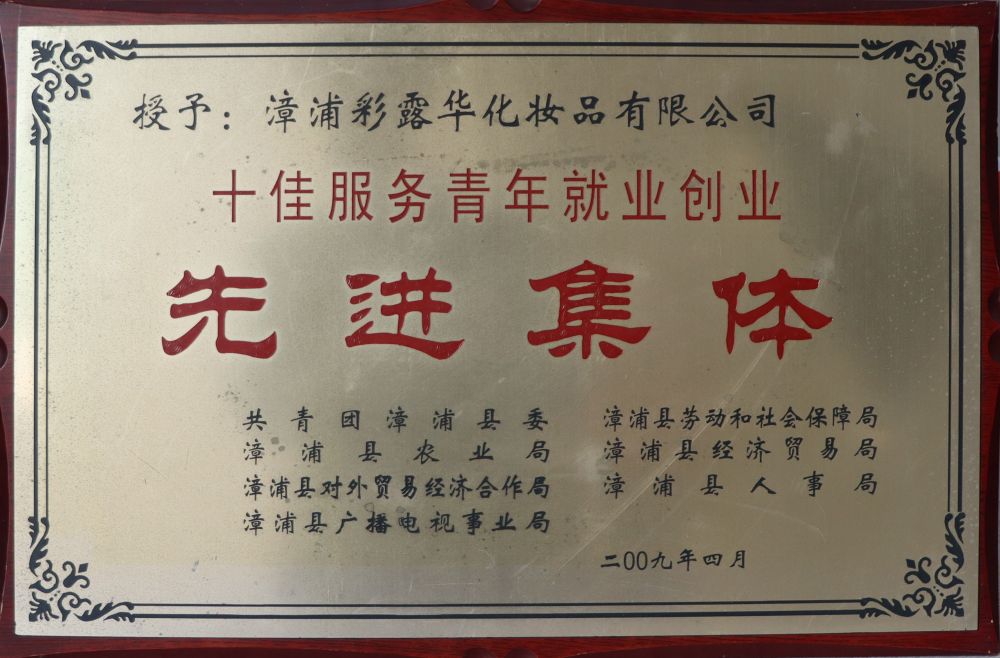 授予：漳浦彩露华化妆品有限公司
十佳服务青年就业创业
先进集体
共青团漳浦县委 漳浦县劳动和社会保障局
漳浦县农业局 漳浦县经济贸易局
漳浦县对外贸易经济合作局 漳浦县人事局
漳浦县广播电视事业局
二00九年四月